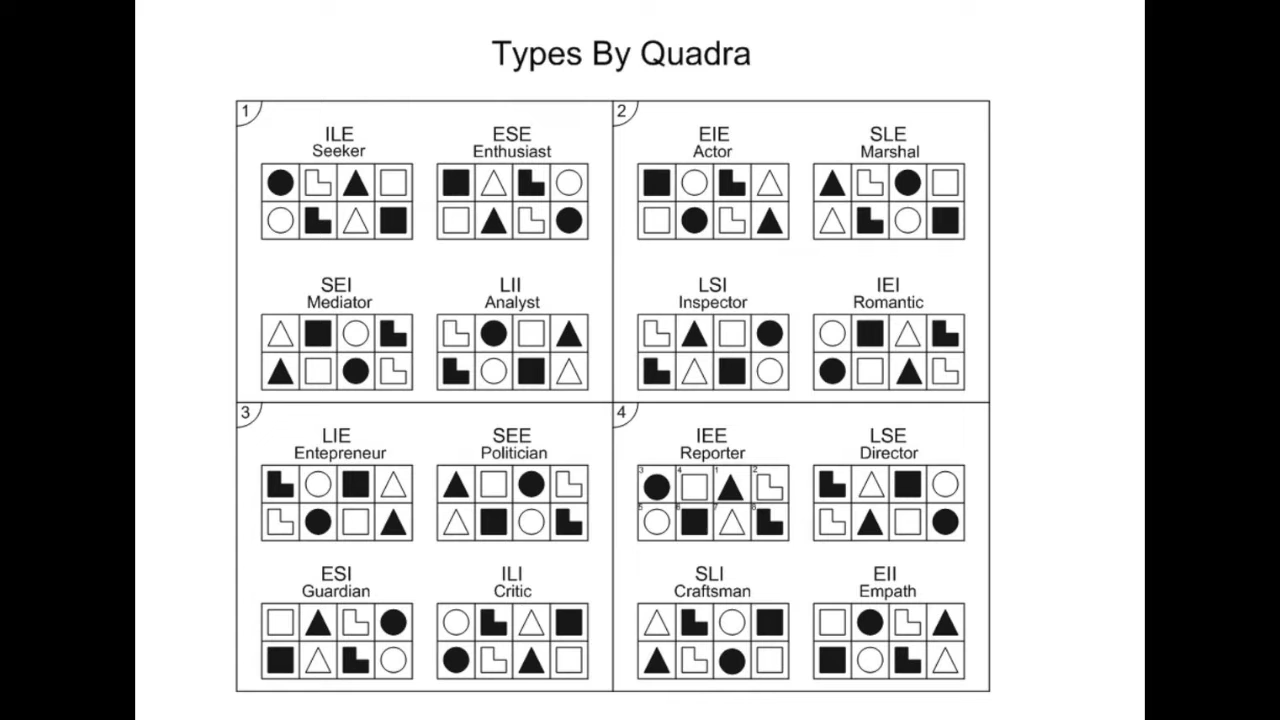 Types By Quadra
1
ILE
Seeker
ESE
Enthusiast
SEI
Mediator
LII
Analyst
2
EIE
Actor
SLE
Marshal
LSI
Inspector
IEI
Romantic
3
LIE
Entepreneur
SEE
Politician
ESI
Guardian
ILI
Critic
4
IEE
Reporter
3 4 1 2
5 6 7 8
LSE
Director
SLI
Craftsman
EII
Empath